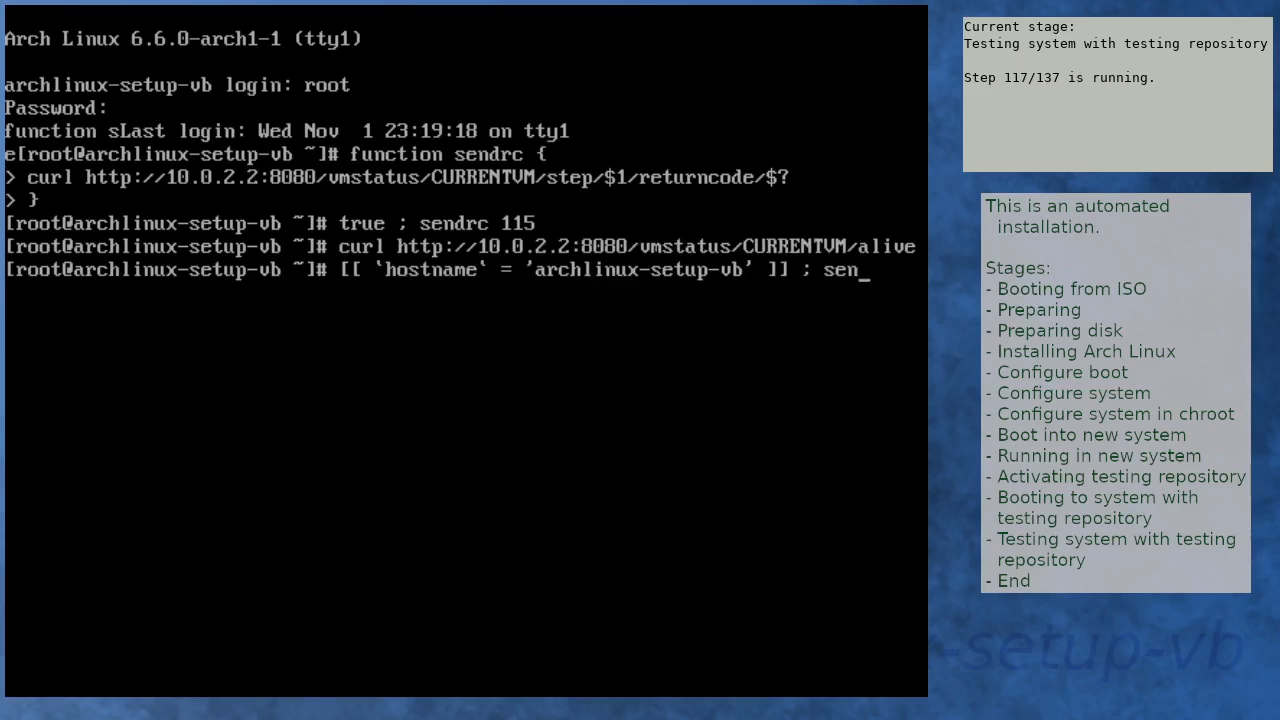 Arch Linux 6.6.0-arch1-1 (tty1)
archlinux-setup-vb login: root
Password:
function sLast login: Wed Nov  1 23:19:18 on tty1
e[root@archlinux-setup-vb ~]# function sendrc {
> curl http://10.0.2.2:8080/vmstatus/CURRENTVM/step/$1/returncode/$?
> }
[root@archlinux-setup-vb ~]# true ; sendrc 115
[root@archlinux-setup-vb ~]# curl http://10.0.2.2:8080/vmstatus/CURRENTVM/alive
[root@archlinux-setup-vb ~]# [[ `hostname` = 'archlinux-setup-vb' ]] ; sen_
Current stage:
Testing system with testing repository
Step 117/137 is running.
This is an automated
installation.
Stages:
- Booting from ISO
- Preparing
- Preparing disk
- Installing Arch Linux
- Configure boot
- Configure system
- Configure system in chroot
- Boot into new system
- Running in new system
- Activating testing repository
- Booting to system with
testing repository
- Testing system with testing
repository
- End
-setup-vb